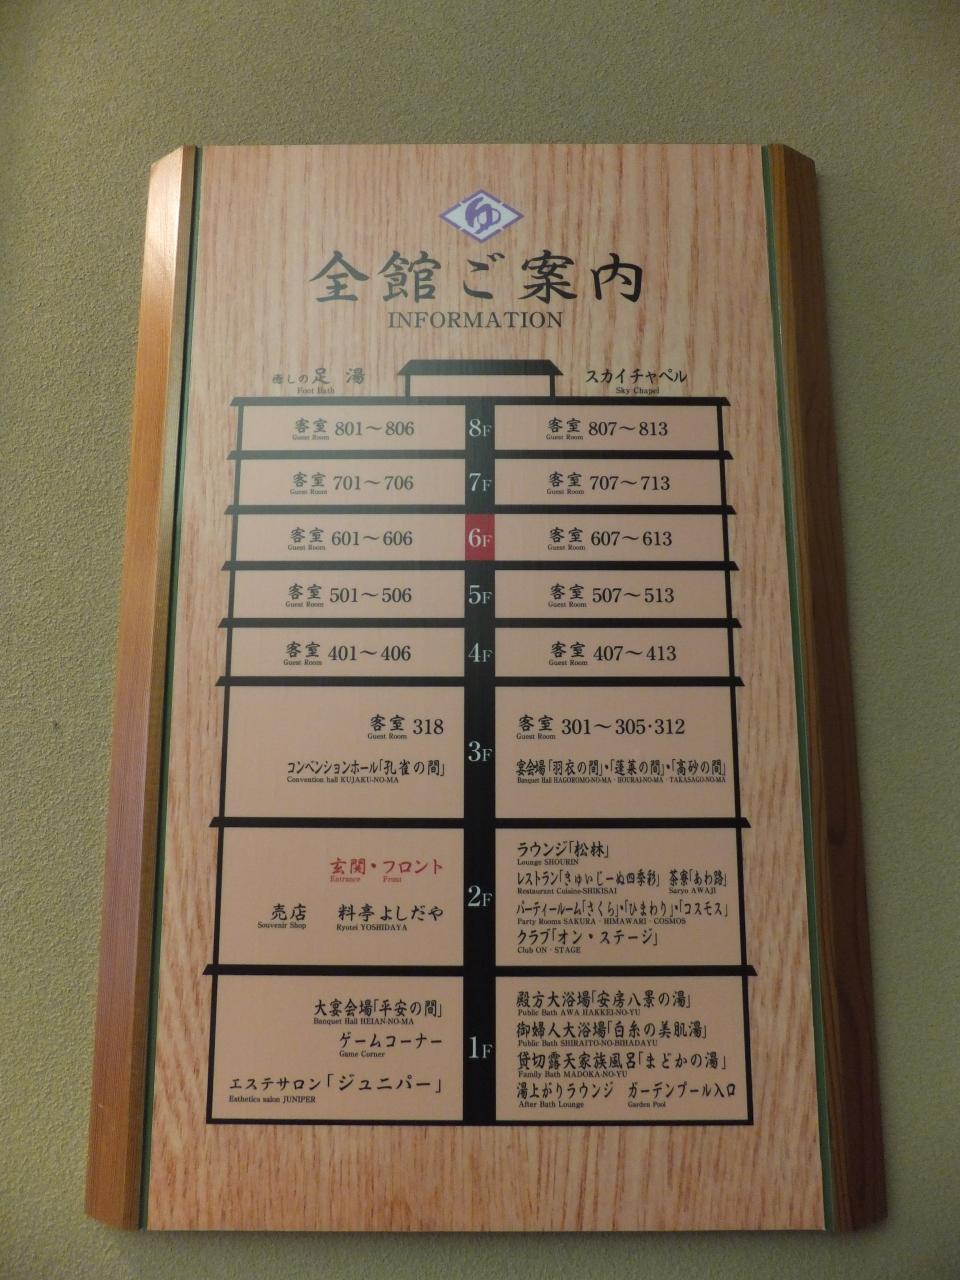 ゆ
全館ご案内
INFORMATION
癒しの足湯
Foot Bath
スカイチャペル
Sky Chapel
客室 801～806
Guest Room
8F
客室 807～813
Guest Room
客室 701～706
Guest Room
7F
客室 707～713
Guest Room
客室 601～606
Guest Room
6F
客室 607～613
Guest Room
客室 501～506
Guest Room
5F
客室 507～513
Guest Room
客室 401～406
Guest Room
4F
客室 407～413
Guest Room
客室 318
Guest Room
コンベンションホール「孔雀の間」
Convention hall KUJAKU-NO-MA
3F
客室 301～305·312
Guest Room
宴会場「羽衣の間」・「蓬莱の間」・「高砂の間」
Banquet Hall HAGOROMO-NO-MA · HOURAI-NO-MA · TAKASAGO-NO-MA
玄関・フロント
Entrance Front
売店 料亭よしだや
Souvenir Shop Ryotei YOSHIDAYA
2F
ラウンジ「松林」
Lounge SHOURIN
レストラン「きゅいじーぬ四季彩」 茶寮「あわ路」
Restaurant Cuisine-SHIKISAI Saryo AWAJI
パーティールーム「さくら」・「ひまわり」・「コスモス」
Party Rooms SAKURA · HIMAWARI · COSMOS
クラブ「オン・ステージ」
Club ON · STAGE
大宴会場「平安の間」
Banquet Hall HEIAN-NO-MA
ゲームコーナー
Game Corner
エステサロン「ジュニパー」
Esthetics salon JUNIPER
1F
殿方大浴場「安房八景の湯」
Public Bath AWA HAKKEI-NO-YU
御婦人大浴場「白糸の美肌湯」
Public Bath SHIRAITO-NO-BIHADAYU
貸切露天家族風呂「まどかの湯」
Family Bath MADOKA-NO-YU
湯上がりラウンジ ガーデンプール入口
After Bath Lounge Garden Pool